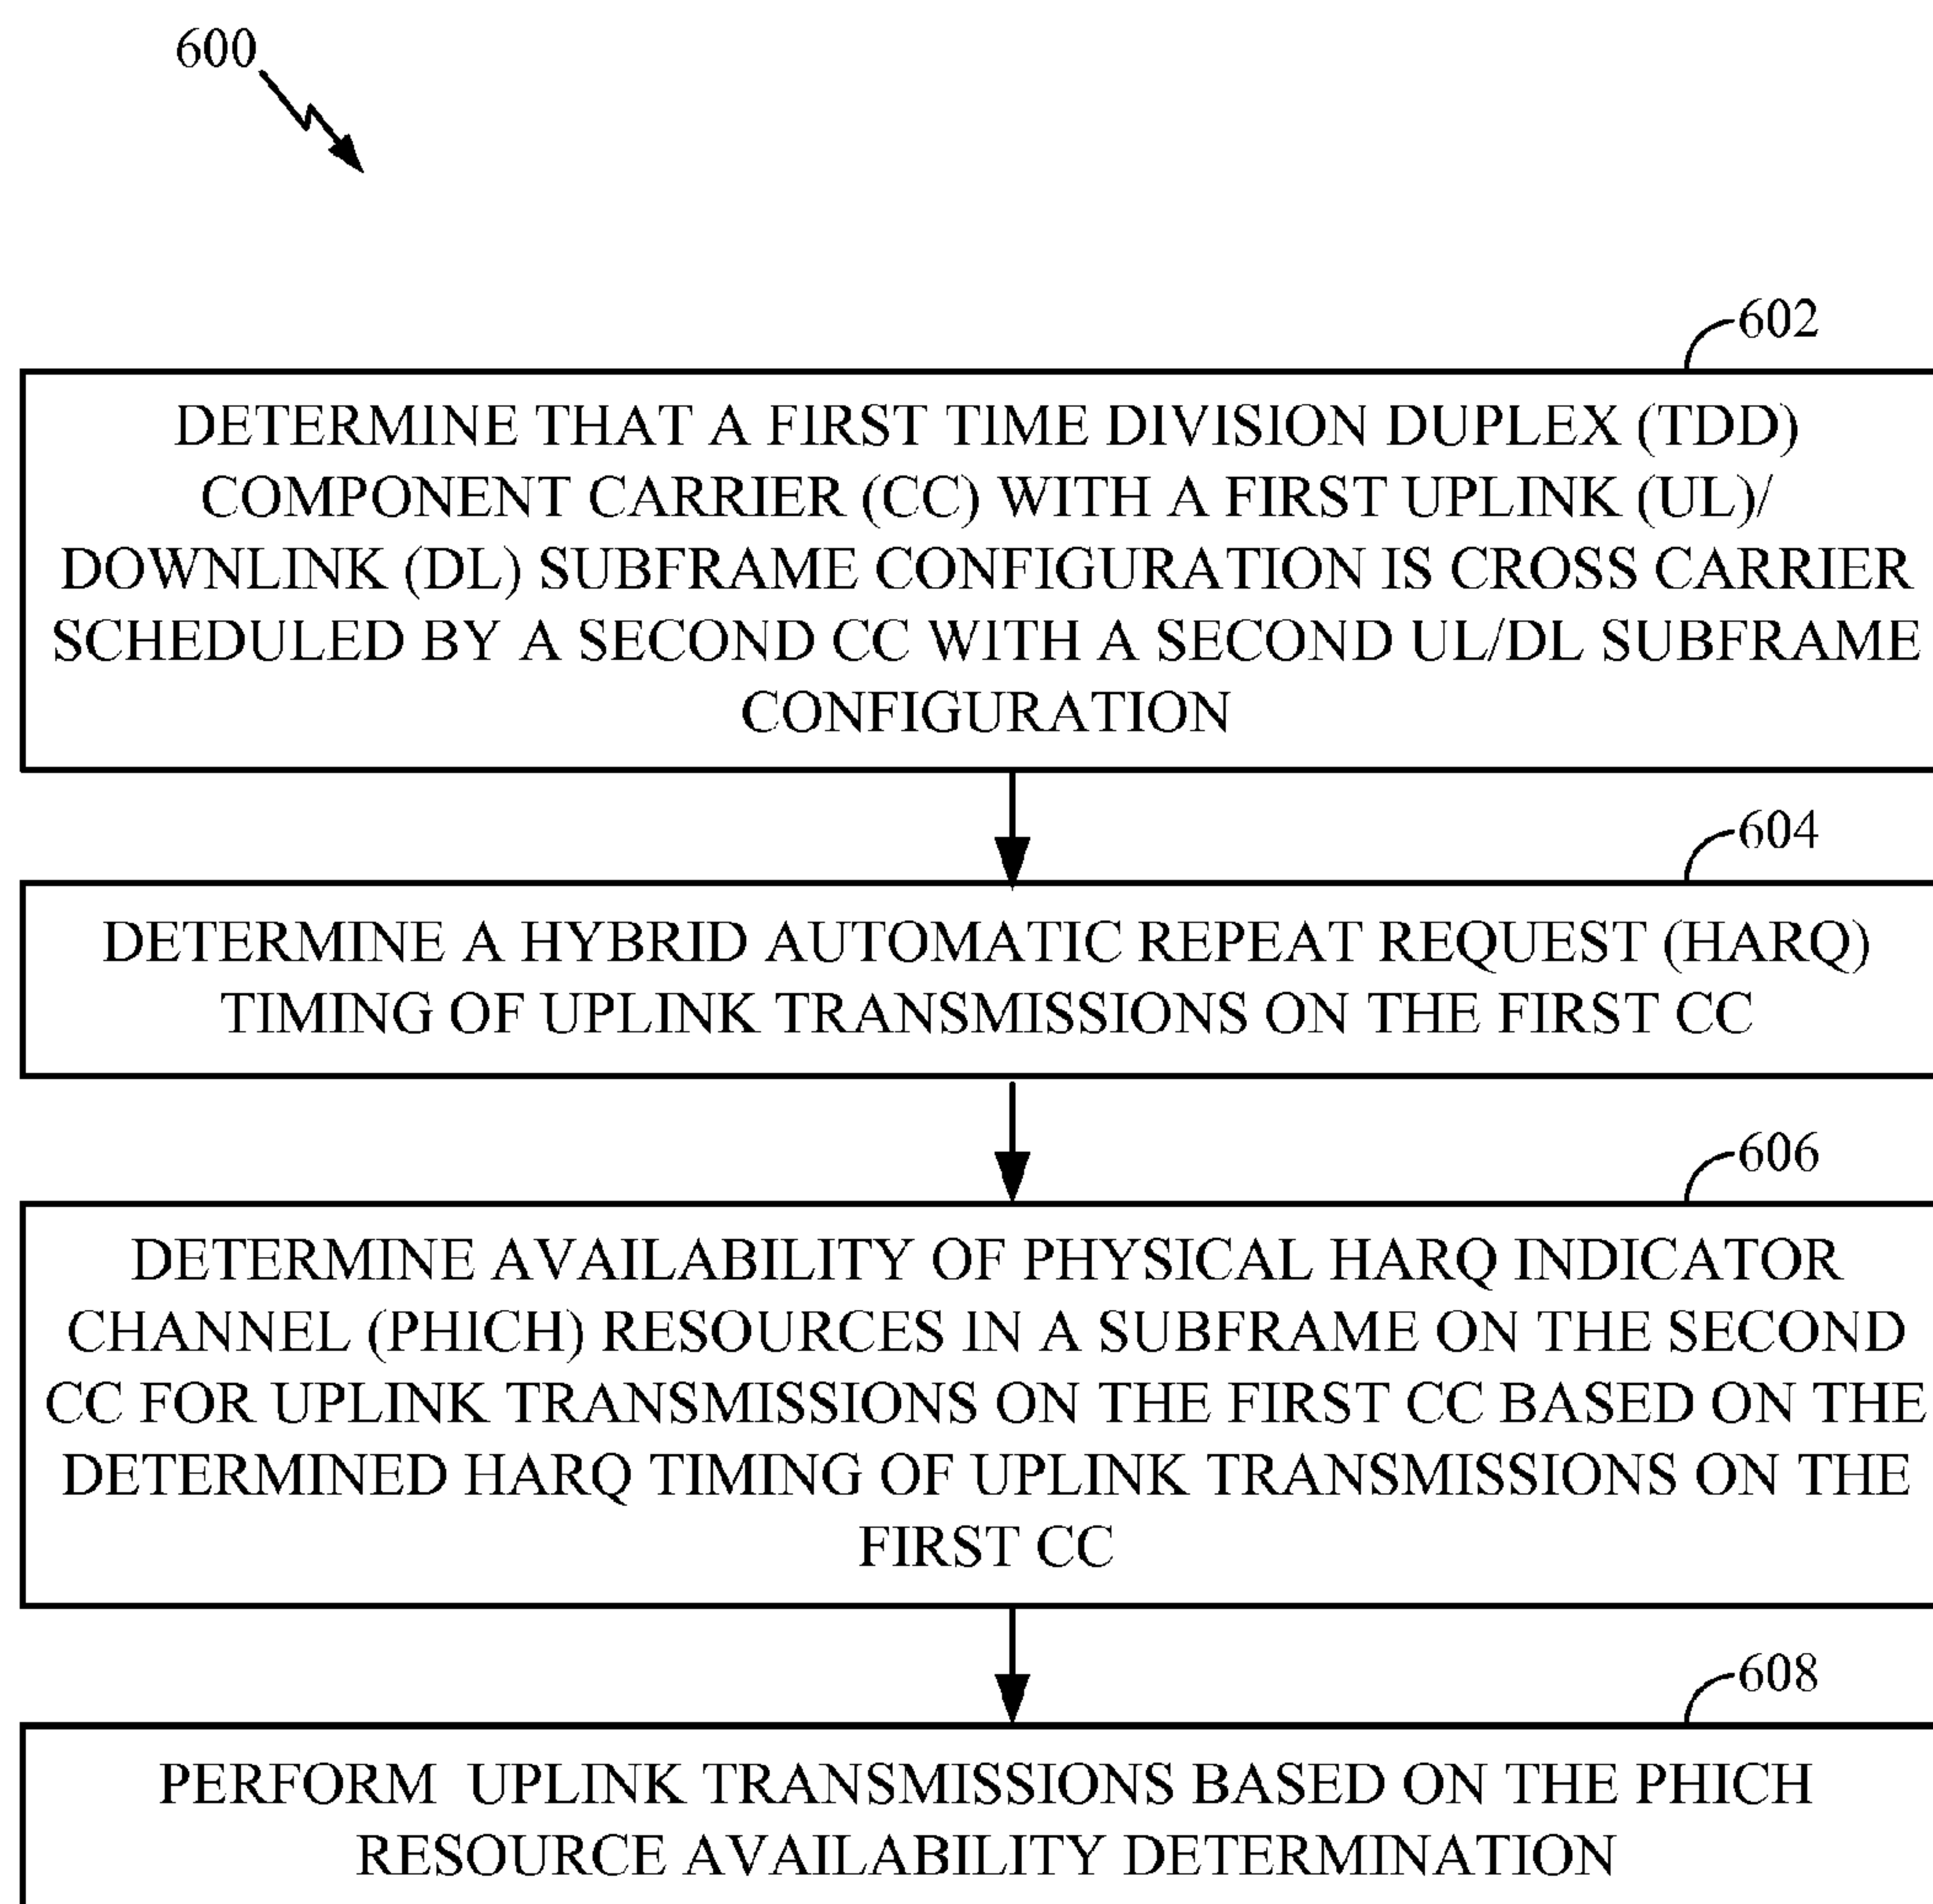 600
602
DETERMINE THAT A FIRST TIME DIVISION DUPLEX (TDD)
COMPONENT CARRIER (CC) WITH A FIRST UPLINK (UL)/
DOWNLINK (DL) SUBFRAME CONFIGURATION IS CROSS CARRIER
SCHEDULED BY A SECOND CC WITH A SECOND UL/DL SUBFRAME
CONFIGURATION
604
DETERMINE A HYBRID AUTOMATIC REPEAT REQUEST (HARQ)
TIMING OF UPLINK TRANSMISSIONS ON THE FIRST CC
606
DETERMINE AVAILABILITY OF PHYSICAL HARQ INDICATOR
CHANNEL (PHICH) RESOURCES IN A SUBFRAME ON THE SECOND
CC FOR UPLINK TRANSMISSIONS ON THE FIRST CC BASED ON THE
DETERMINED HARQ TIMING OF UPLINK TRANSMISSIONS ON THE
FIRST CC
608
PERFORM UPLINK TRANSMISSIONS BASED ON THE PHICH
RESOURCE AVAILABILITY DETERMINATION